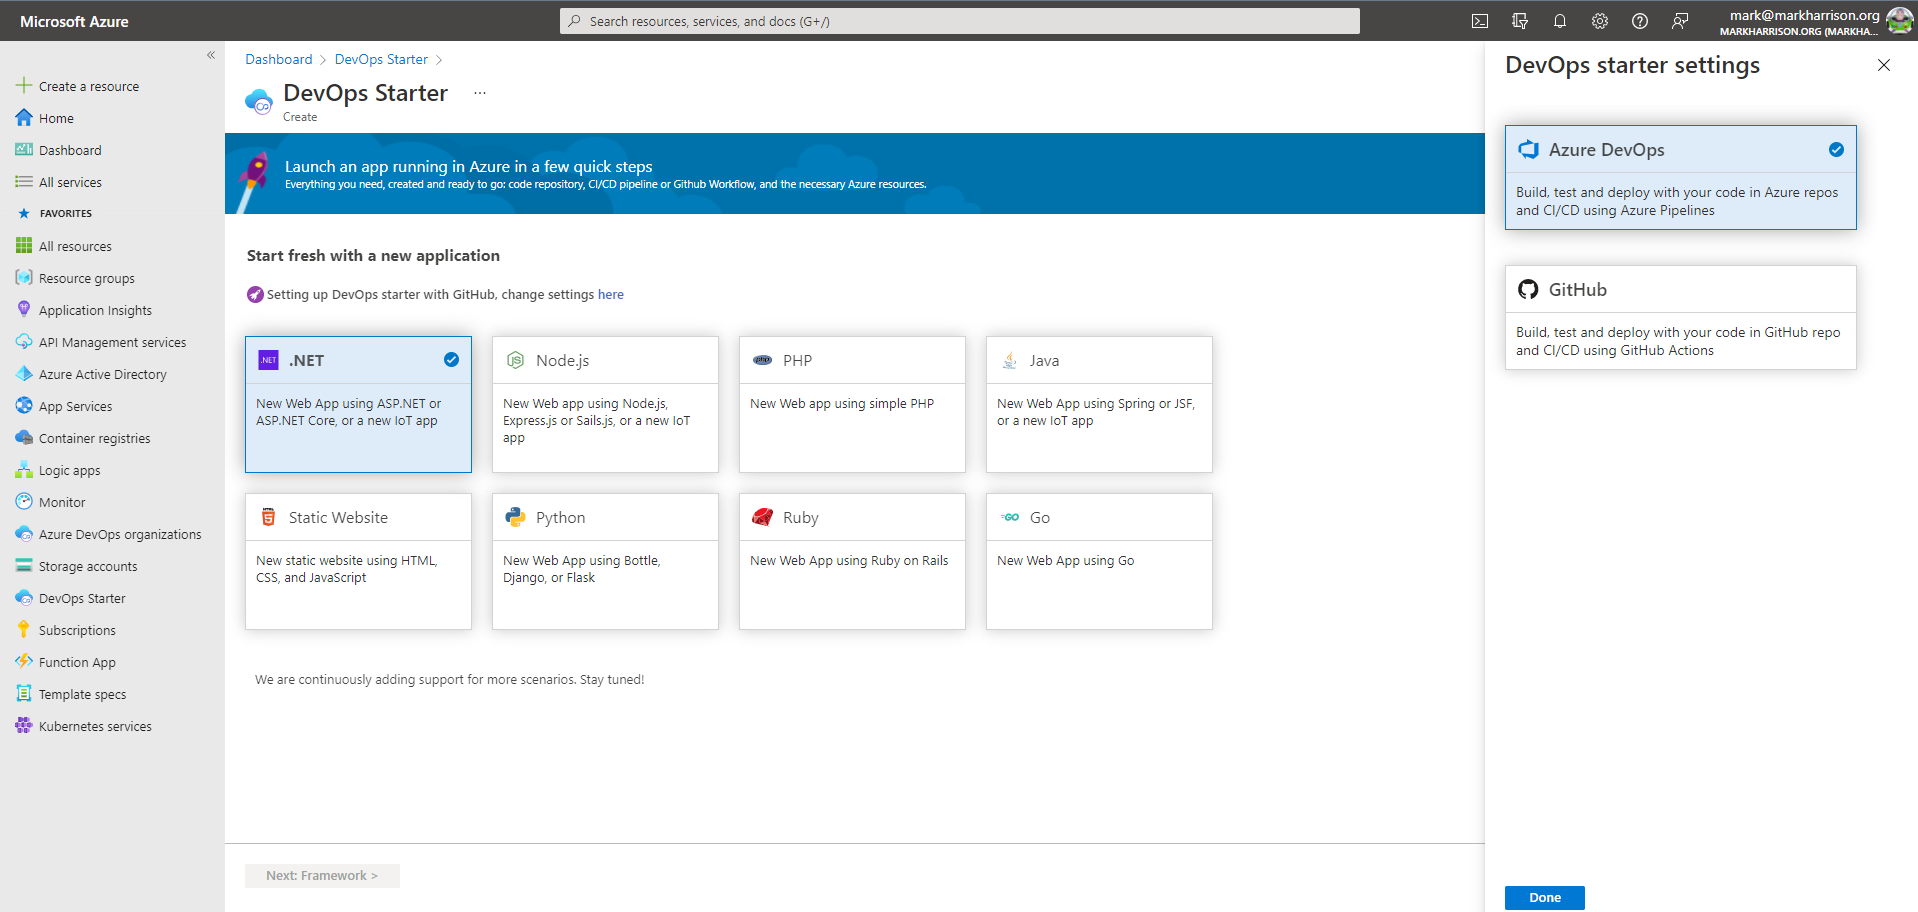 Microsoft Azure
Search resources, services, and docs (G+/)
mark@markharrison.org
MARKHARRISON.ORG (MARKHA...
«
Create a resource
Home
Dashboard
All services
FAVORITES
All resources
Resource groups
Application Insights
API Management services
Azure Active Directory
App Services
Container registries
Logic apps
Monitor
Azure DevOps organizations
Storage accounts
DevOps Starter
Subscriptions
Function App
Template specs
Kubernetes services
Dashboard > DevOps Starter >
DevOps Starter ...
Create
Launch an app running in Azure in a few quick steps
Everything you need, created and ready to go: code repository, CI/CD pipeline or Github Workflow, and the necessary Azure resources.
Start fresh with a new application
Setting up DevOps starter with GitHub, change settings here
.NET
.NET
New Web App using ASP.NET or
ASP.NET Core, or a new IoT app
Node.js
New Web app using Node.js,
Express.js or Sails.js, or a new IoT
app
php
PHP
New Web app using simple PHP
Java
New Web App using Spring or JSF,
or a new IoT app
Static Website
New static website using HTML,
CSS, and JavaScript
Python
New Web App using Bottle,
Django, or Flask
Ruby
New Web App using Ruby on Rails
GO
Go
New Web App using Go
We are continuously adding support for more scenarios. Stay tuned!
Next: Framework >
DevOps starter settings
Azure DevOps
Build, test and deploy with your code in Azure repos
and CI/CD using Azure Pipelines
GitHub
Build, test and deploy with your code in GitHub repo
and CI/CD using GitHub Actions
Done